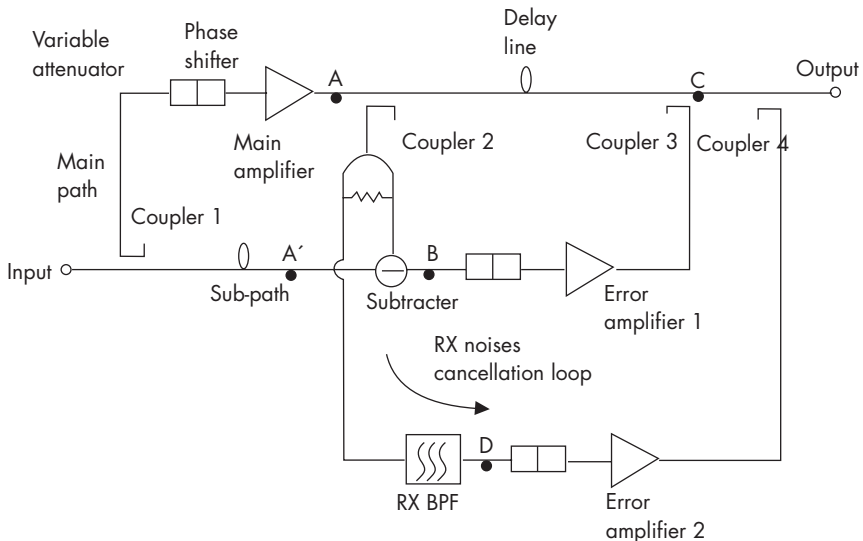 Variable
attenuator
Phase
shifter
A
Delay
line
C
Output
Main
path
Main
amplifier
Coupler 2
Coupler 3
Coupler 4
Coupler 1
Input
Sub-path
A´
Subtracter
B
Error
amplifier 1
RX noises
cancellation loop
D
RX BPF
Error
amplifier 2